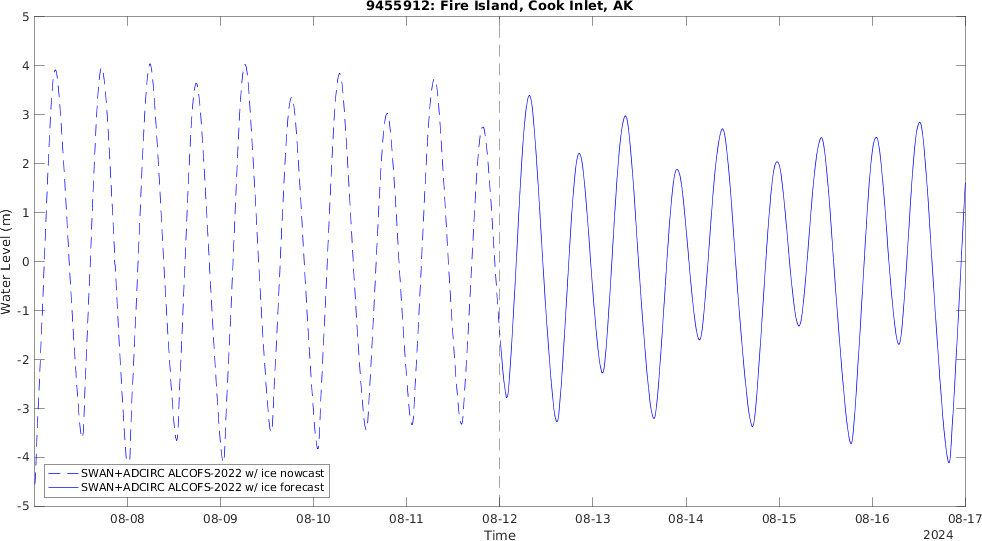 9455912: Fire Island, Cook Inlet, AK
5
4
3
2
1
0
-1
-2
-3
-4
-5
Water Level (m)
SWAN+ADCIRC ALCOFS-2022 w/ ice nowcast
SWAN+ADCIRC ALCOFS-2022 w/ ice forecast
08-08 08-09 08-10 08-11 08-12 08-13 08-14 08-15 08-16 08-17
Time
2024